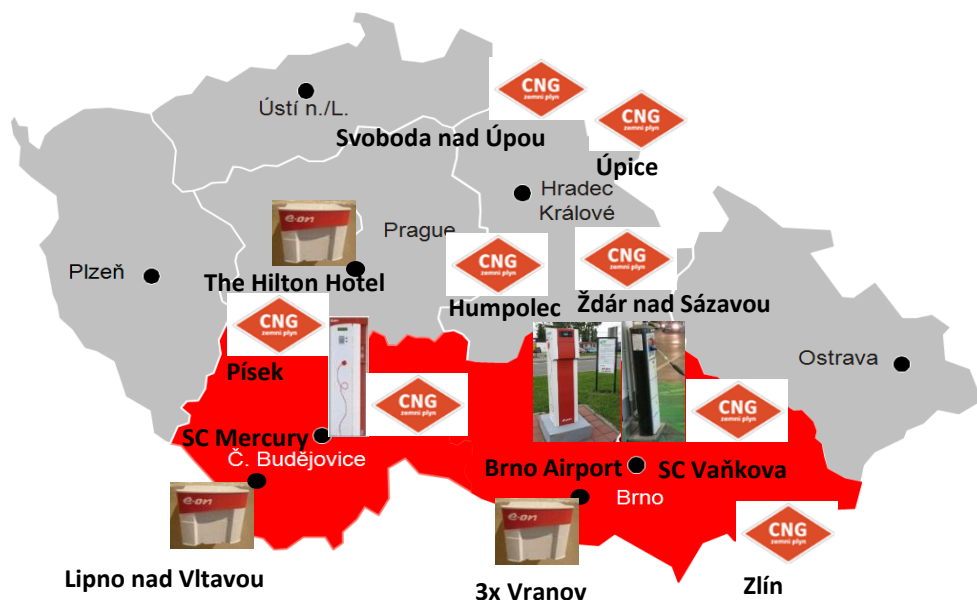 CNG
zemní plyn
Ústí n./L.
CNG
zemní plyn
Svoboda nad Úpou
Úpice
Hradec
Králové
e·on
Prague
CNG
zemní plyn
CNG
zemní plyn
Plzeň
The Hilton Hotel
Humpolec
Ždár nad Sázavou
CNG
zemní plyn
Ostrava
Písek
CNG
zemní plyn
CNG
zemní plyn
SC Mercury
Č. Budějovice
Brno Airport
SC Vaňkova
e·on
Brno
e·on
CNG
zemní plyn
Lipno nad Vltavou
3x Vranov
Zlín